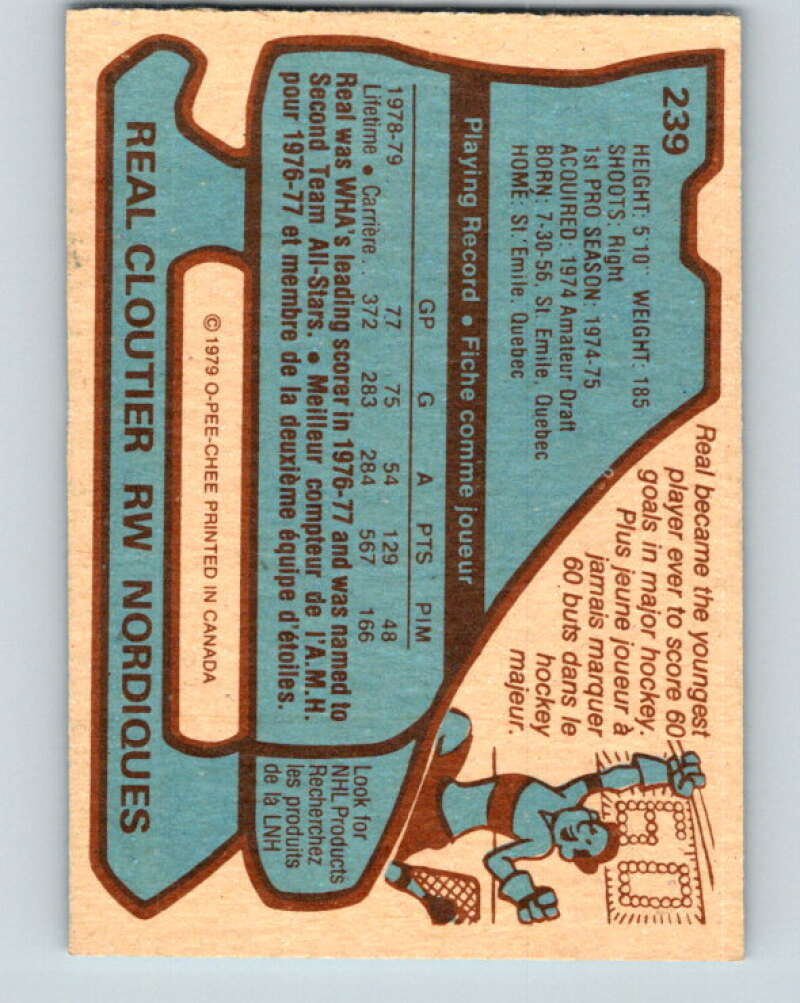 239
HEIGHT: 5'10" WEIGHT: 185
SHOOTS: Right
1st PRO SEASON: 1974-75
ACQUIRED: 1974 Amateur Draft
BORN: 7-30-56, St. Emile, Quebec
HOME: St. Emile, Quebec
Real became the youngest
player ever to score 60
goals in major hockey.
Plus jeune joueur à
jamais marquer
60 buts dans le
hockey
majeur.
60
Playing Record • Fiche comme joueur
GP G A PTS PIM
1978-79 77 75 54 129 48
Lifetime • Carrière . . 372 283 284 567 166
Real was WHA's leading scorer in 1976-77 and was named to
Second Team All-Stars. • Meilleur compteur de l'A.M.H.
pour 1976-77 et membre de la deuxième équipe d'étoiles.
Look for
NHL Products
Recherchez
les produits
de la LNH
© 1979 O-PEE-CHEE PRINTED IN CANADA
REAL CLOUTIER RW NORDIQUES